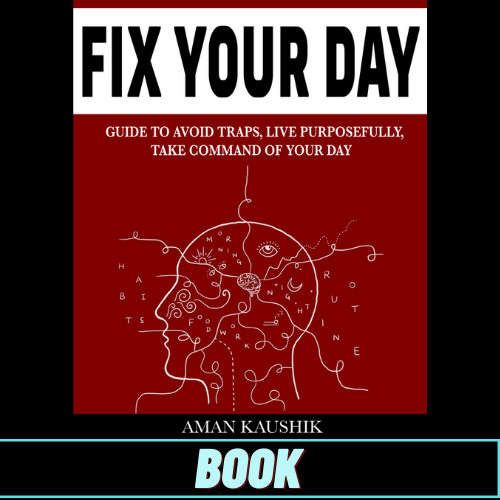 FIX YOUR DAY
GUIDE TO AVOID TRAPS, LIVE PURPOSEFULLY,
TAKE COMMAND OF YOUR DAY
MORNING
HABITS
NIGHT
ROUTINE
FOOD
WORK
AMAN KAUSHIK
BOOK